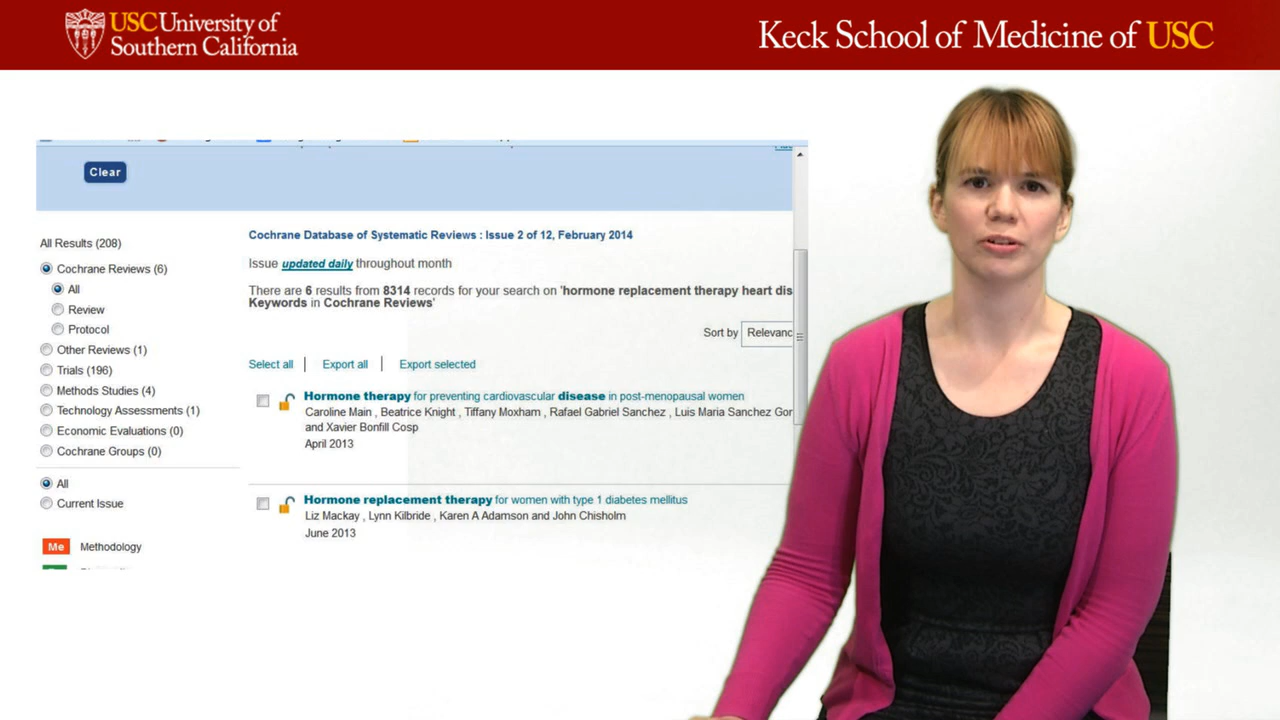 USC University of
Southern California
Keck School of Medicine of USC
Clear
All Results (208)
Cochrane Reviews (6)
All
Review
Protocol
Other Reviews (1)
Trials (196)
Methods Studies (4)
Technology Assessments (1)
Economic Evaluations (0)
Cochrane Groups (0)
All
Current Issue
Me Methodology
Cochrane Database of Systematic Reviews : Issue 2 of 12, February 2014
Issue updated daily throughout month
There are 6 results from 8314 records for your search on 'hormone replacement therapy heart dis
Keywords in Cochrane Reviews'
Sort by Relevanc
Select all | Export all | Export selected
Hormone therapy for preventing cardiovascular disease in post-menopausal women
Caroline Main , Beatrice Knight , Tiffany Moxham , Rafael Gabriel Sanchez , Luis Maria Sanchez Gor
and Xavier Bonfill Cosp
April 2013
Hormone replacement therapy for women with type 1 diabetes mellitus
Liz Mackay , Lynn Kilbride , Karen A Adamson and John Chisholm
June 2013